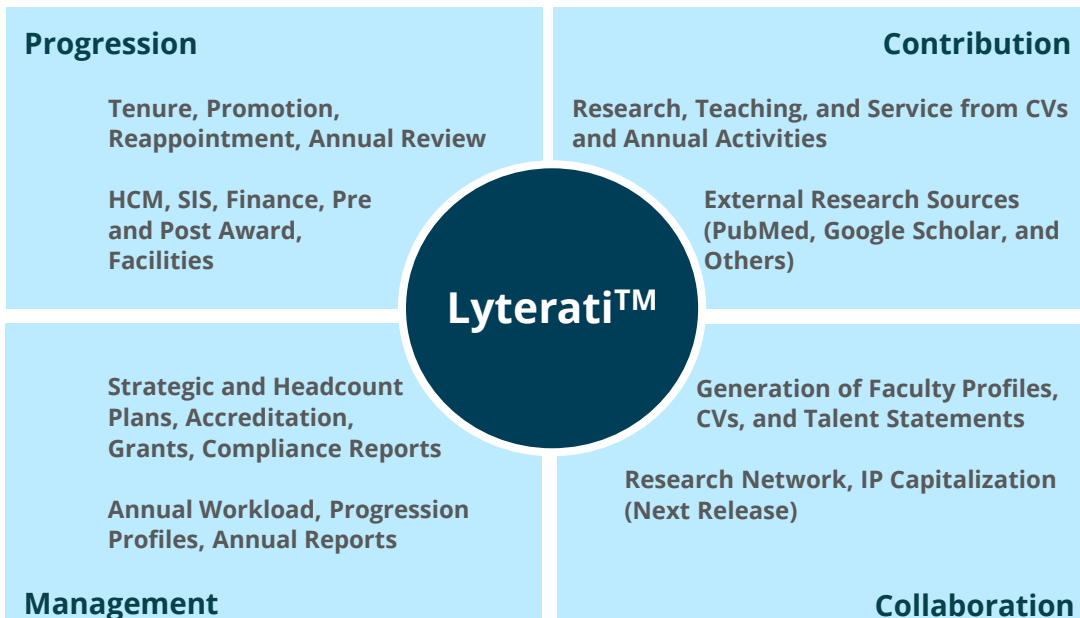 Progression
Tenure, Promotion,
Reappointment, Annual Review
HCM, SIS, Finance, Pre
and Post Award,
Facilities
Contribution
Research, Teaching, and Service from CVs
and Annual Activities
External Research Sources
(PubMed, Google Scholar, and
Others)
Lyterati™
Strategic and Headcount
Plans, Accreditation,
Grants, Compliance Reports
Annual Workload, Progression
Profiles, Annual Reports
Management
Generation of Faculty Profiles,
CVs, and Talent Statements
Research Network, IP Capitalization
(Next Release)
Collaboration